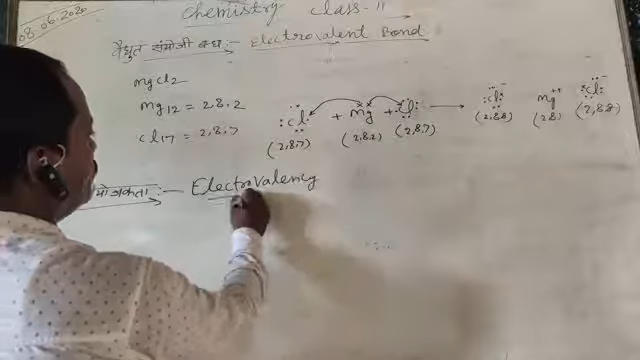 08.06.2020
Chemistry Class-11
वैधुत संयोजी बन्ध :- Electrovalent Bond
MgCl2
Mg12 = 2,8,2
Cl17 = 2,8,7
:Cl: + Mg + :Cl: → :Cl:⁻ Mg⁺⁺ :Cl:⁻
(2,8,7) (2,8,2) (2,8,7) (2,8,8) (2,8) (2,8,8)
:- Electrovalency